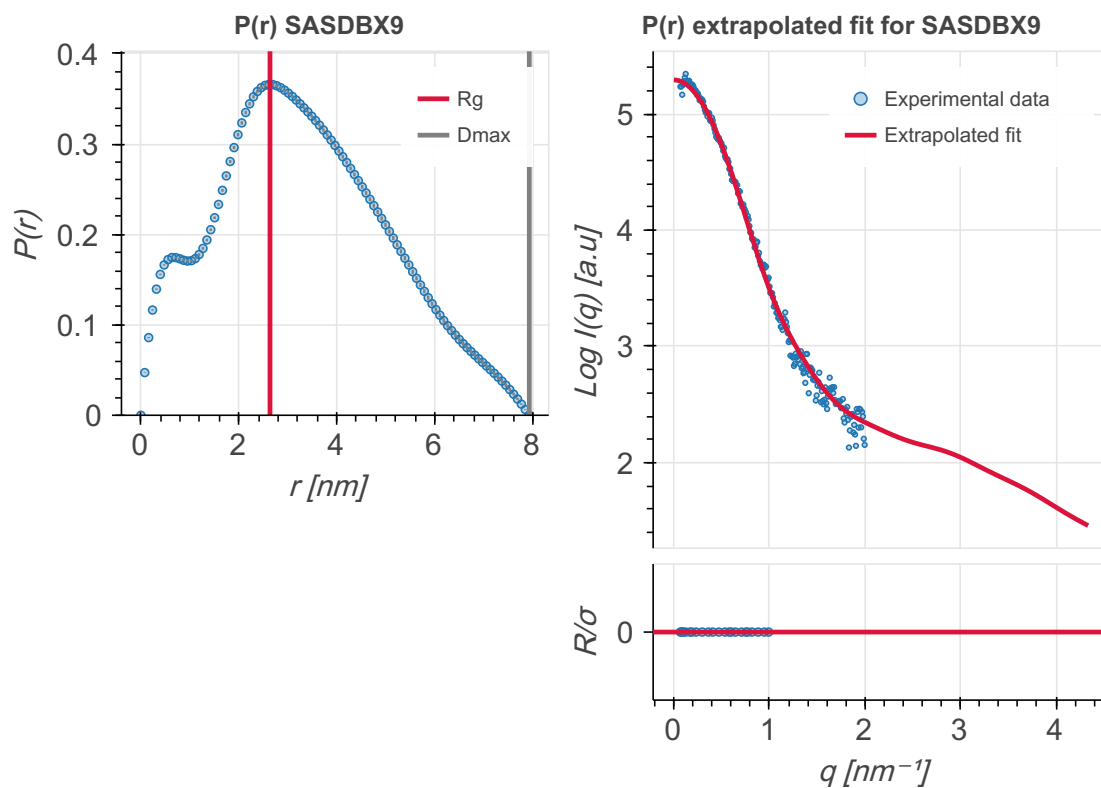 P(r) SASDBX9
0.4
0.3
0.2
0.1
0
P(r)
Rg
Dmax
0 2 4 6 8
r [nm]
P(r) extrapolated fit for SASDBX9
5
4
3
2
Log I(q) [a.u]
Experimental data
Extrapolated fit
0
R/σ
0 1 2 3 4
q [nm⁻¹]